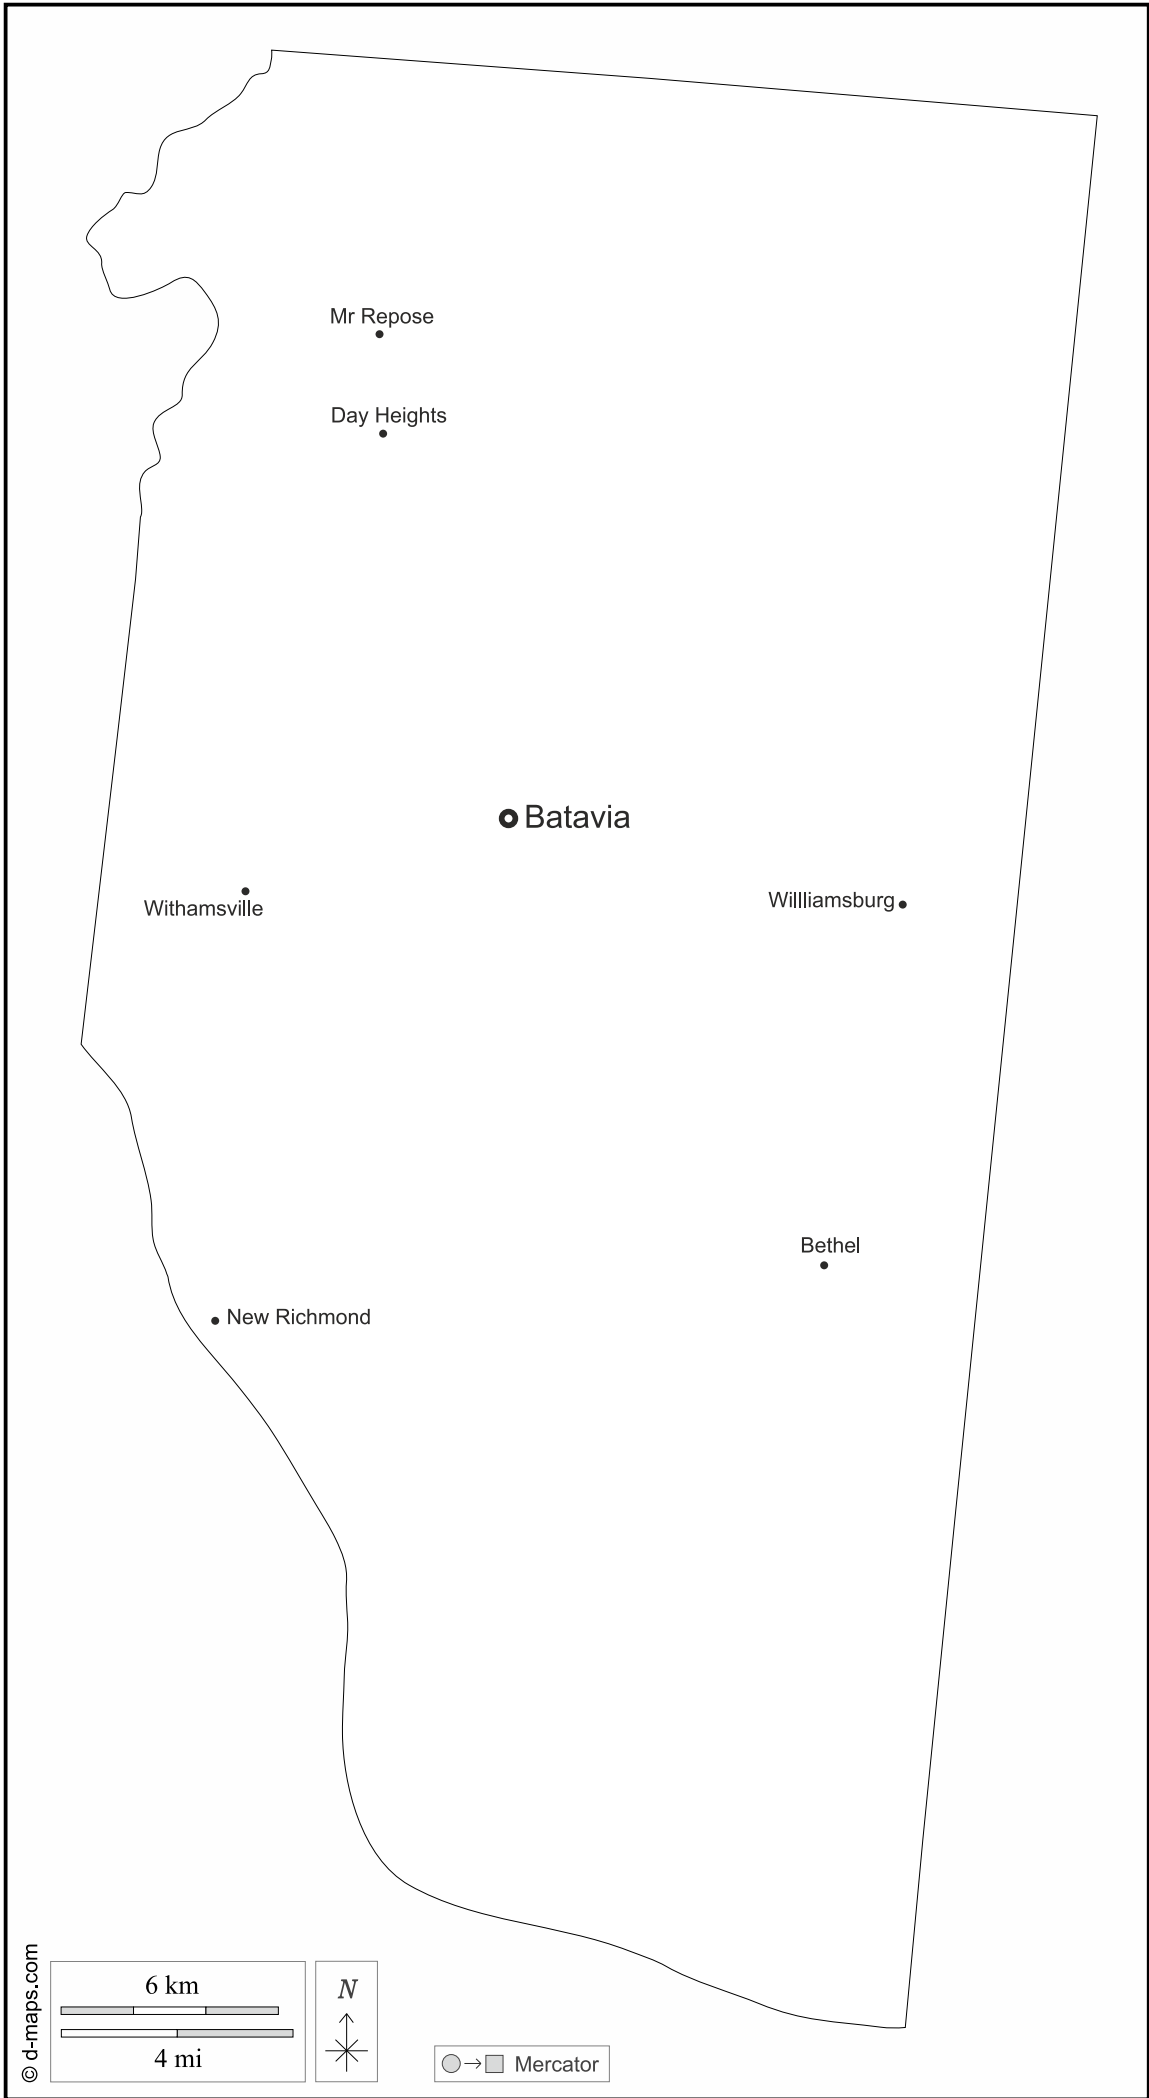 Mr Repose
Day Heights
Batavia
Withamsville
Willliamsburg
Bethel
New Richmond
© d-maps.com
6 km
4 mi
N
Mercator